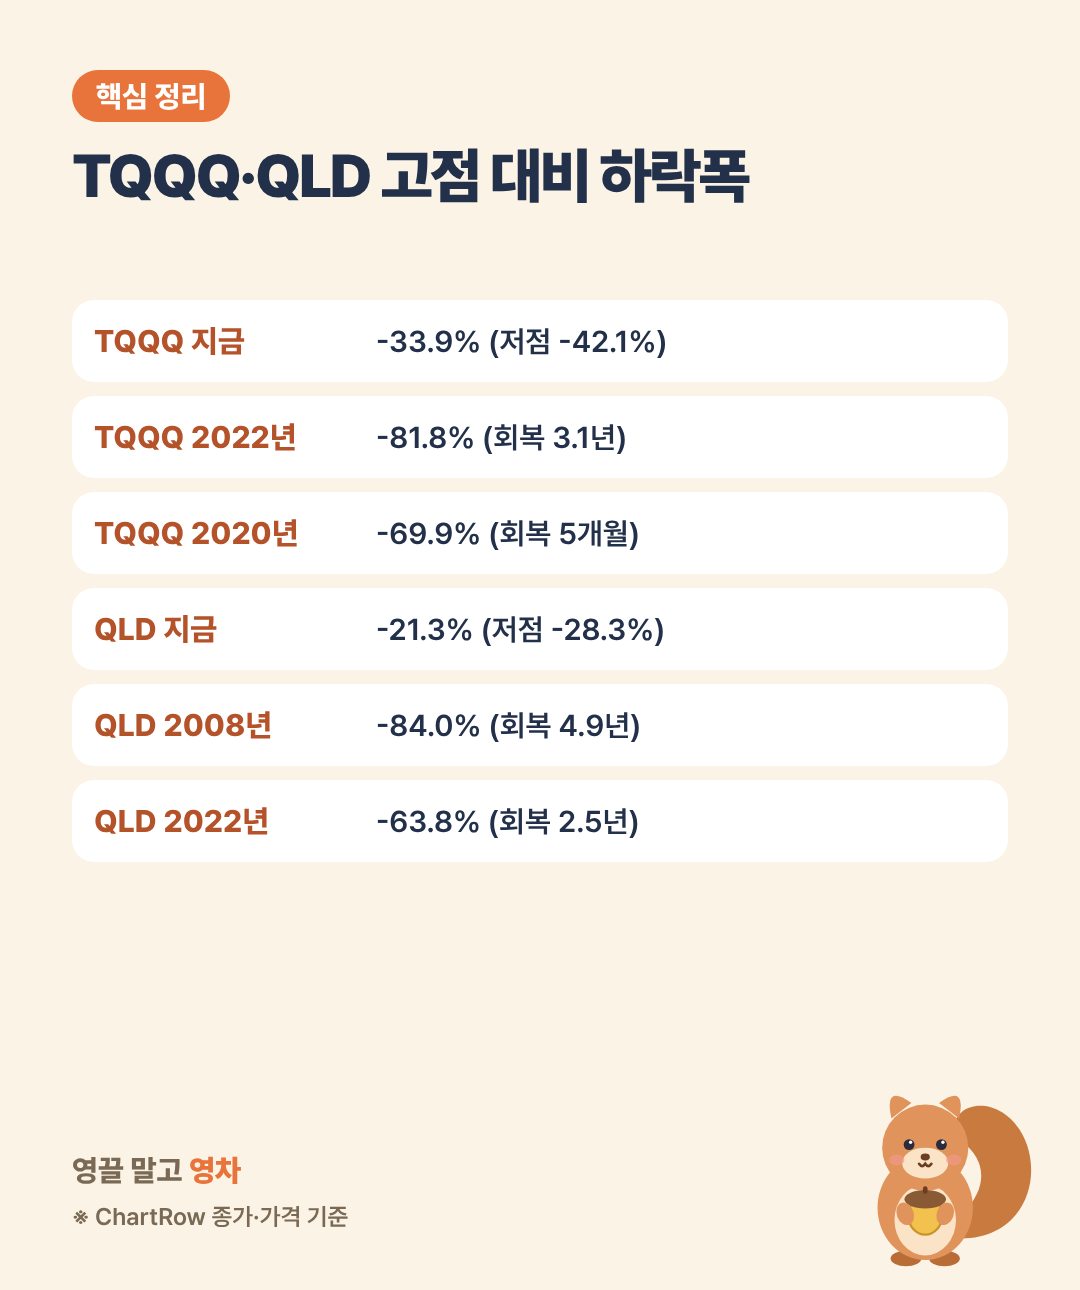 핵심 정리
TQQQ·QLD 고점 대비 하락폭
TQQQ 지금 -33.9% (저점 -42.1%)
TQQQ 2022년 -81.8% (회복 3.1년)
TQQQ 2020년 -69.9% (회복 5개월)
QLD 지금 -21.3% (저점 -28.3%)
QLD 2008년 -84.0% (회복 4.9년)
QLD 2022년 -63.8% (회복 2.5년)
영끌 말고 영차
※ ChartRow 종가·가격 기준